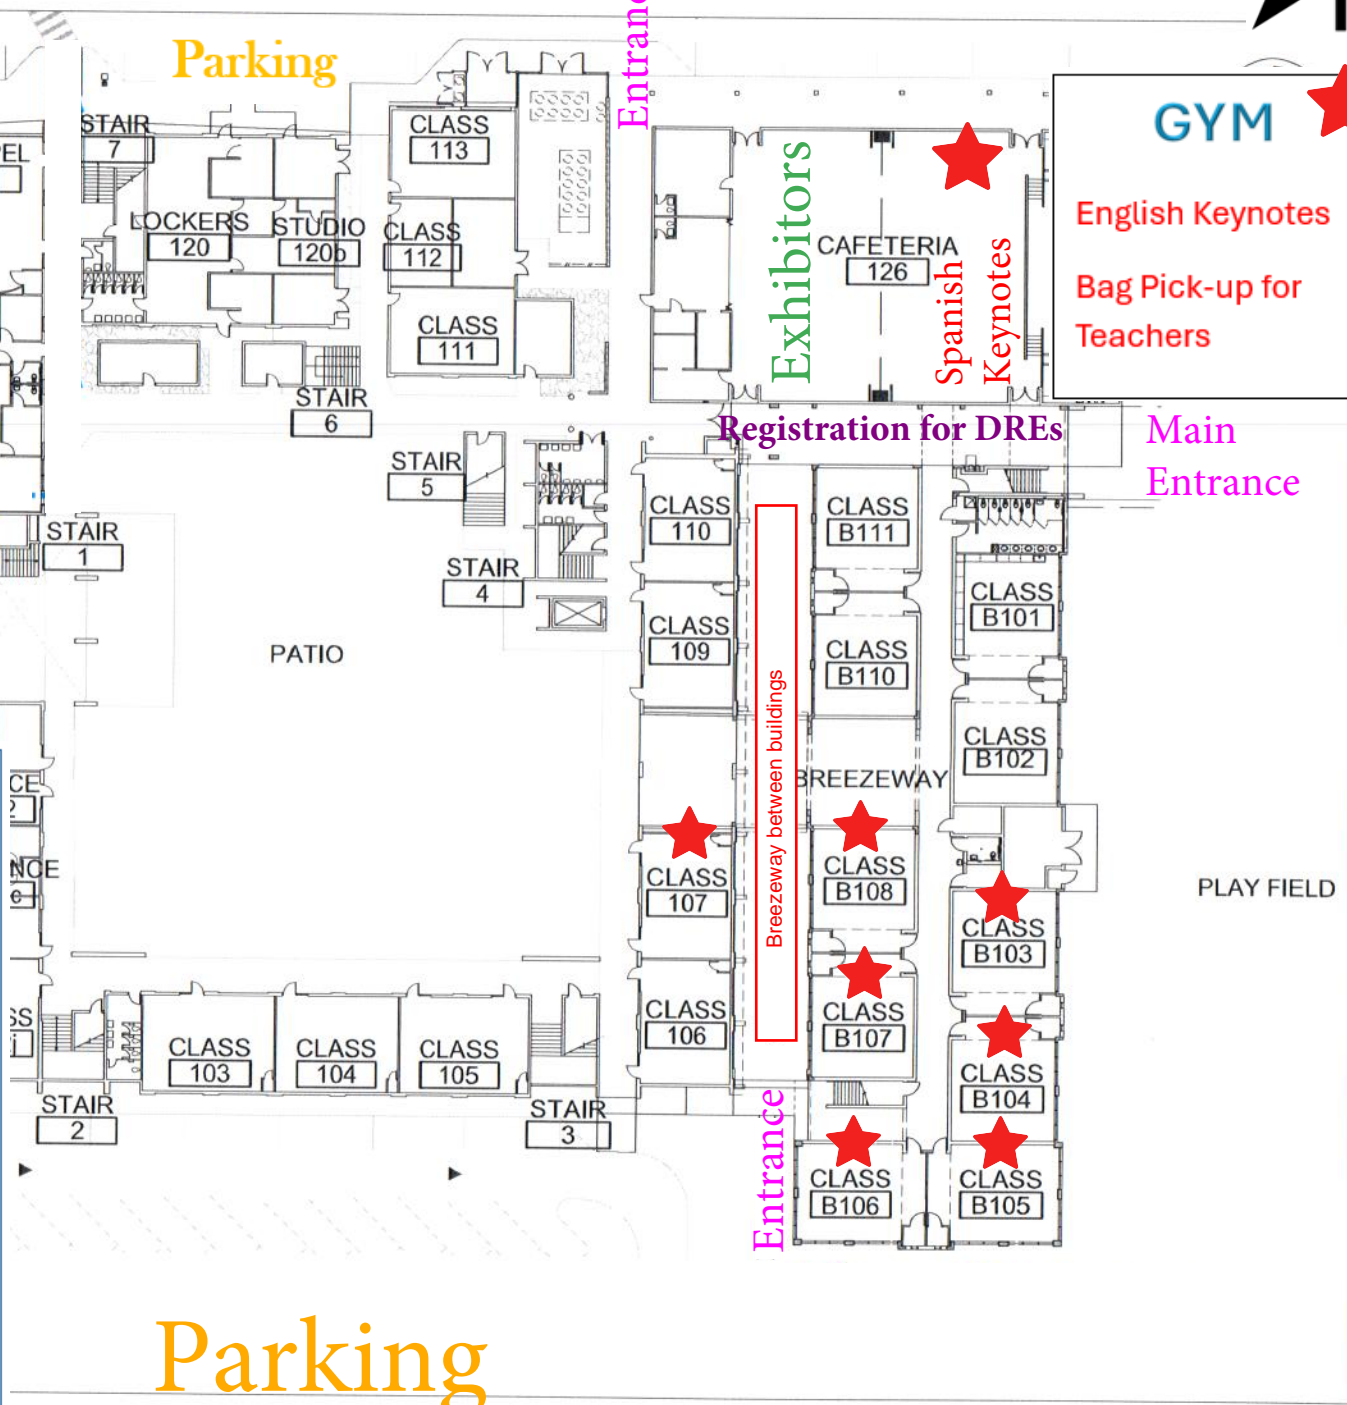 Parking
Entranc
GYM
English Keynotes
Bag Pick-up for
Teachers
STAIR
7
CLASS
113
LOCKERS
120
STUDIO
120b
CLASS
112
CLASS
111
Exhibitors
CAFETERIA
126
Spanish
Keynotes
STAIR
6
Registration for DREs
Main
Entrance
STAIR
5
STAIR
4
STAIR
1
CLASS
110
CLASS
B111
CLASS
B101
CLASS
109
CLASS
B110
PATIO
Breezeway between buildings
CLASS
B102
BREEZEWAY
CLASS
107
CLASS
B108
CLASS
B103
PLAY FIELD
NCE
CLASS
103
CLASS
104
CLASS
105
CLASS
106
CLASS
B107
CLASS
B104
STAIR
2
STAIR
3
Entrance
CLASS
B106
CLASS
B105
Parking